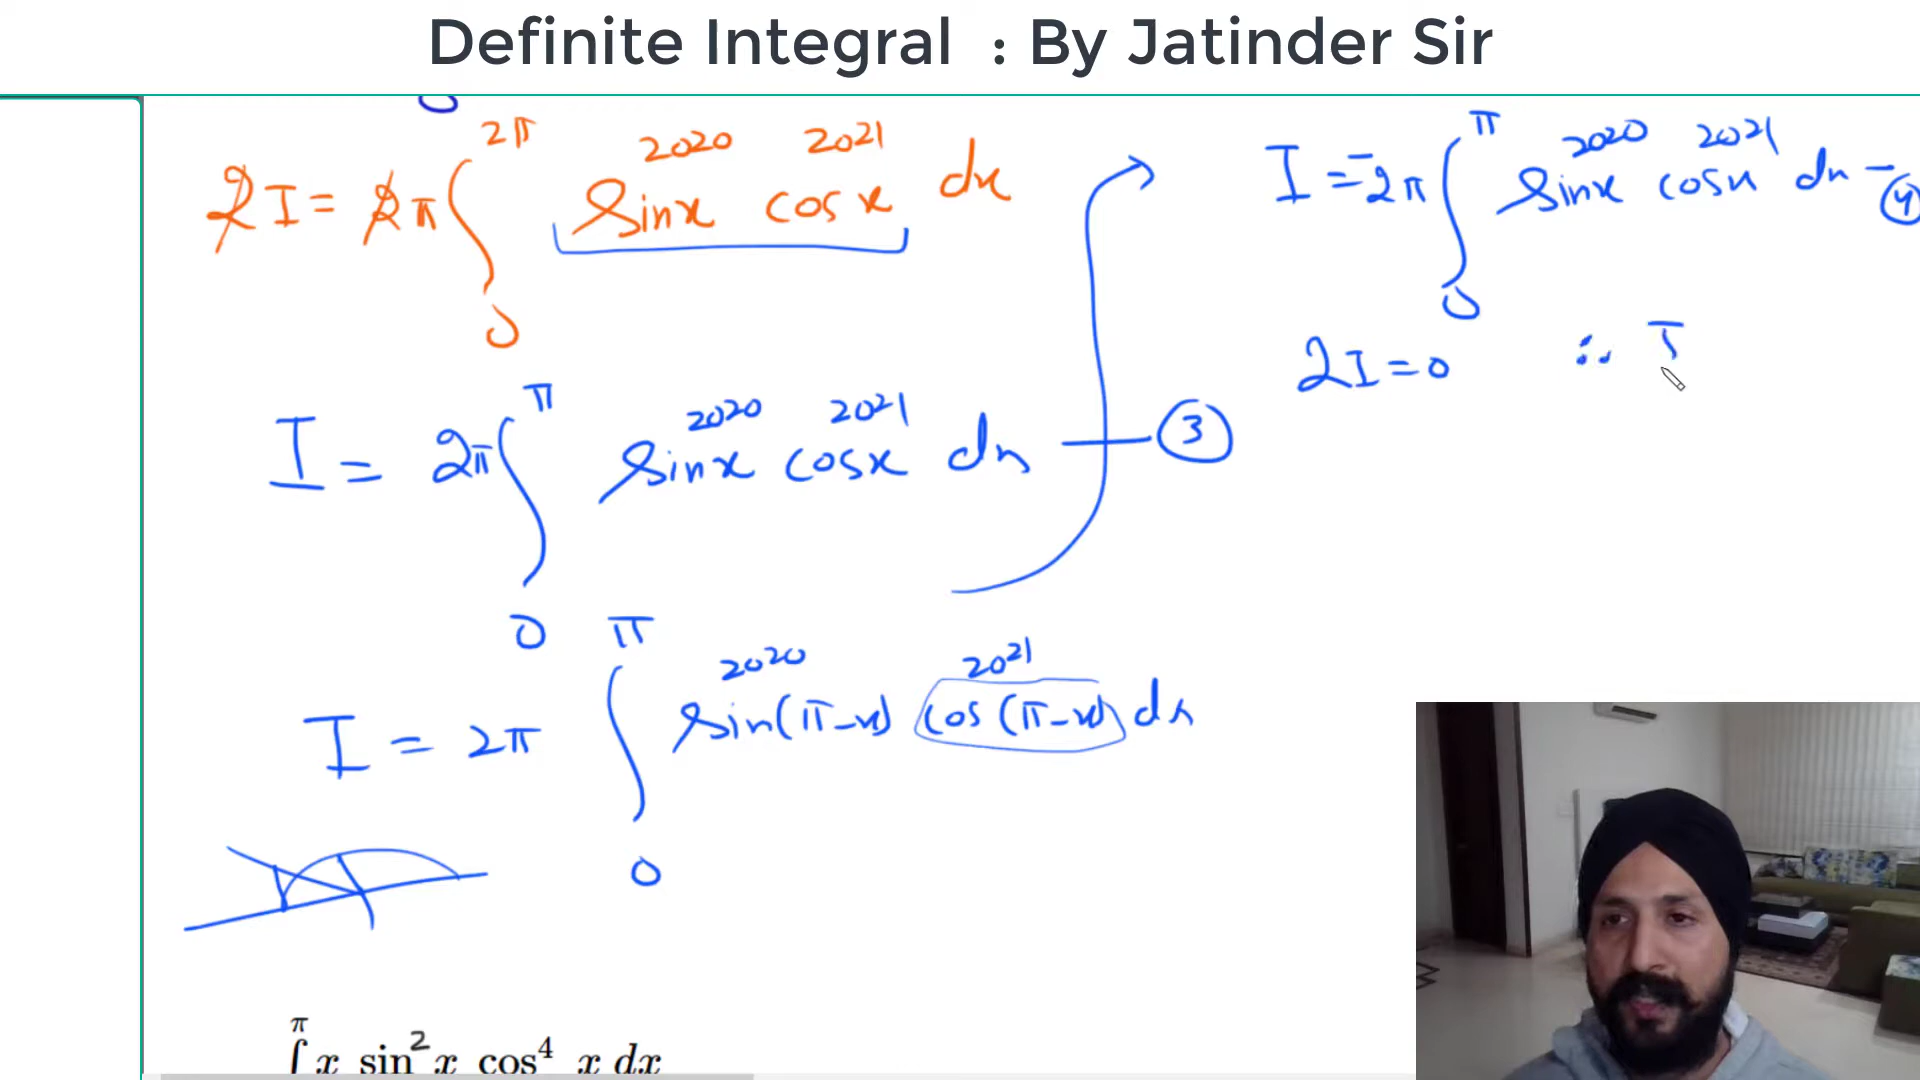 Definite Integral : By Jatinder Sir
2I = 2π ∫₀^{2π} sin^{2020}x cos^{2021}x dx
I = 2π ∫₀^{π} sin^{2020}x cos^{2021}x dx — ③
I = 2π ∫₀^{π} sin^{2020}(π-x) cos^{2021}(π-x) dx
I = -2π ∫₀^{π} sin^{2020}x cos^{2021}x dx — ④
2I = 0 ∴ I
∫^{π} x sin²x cos⁴ x dx